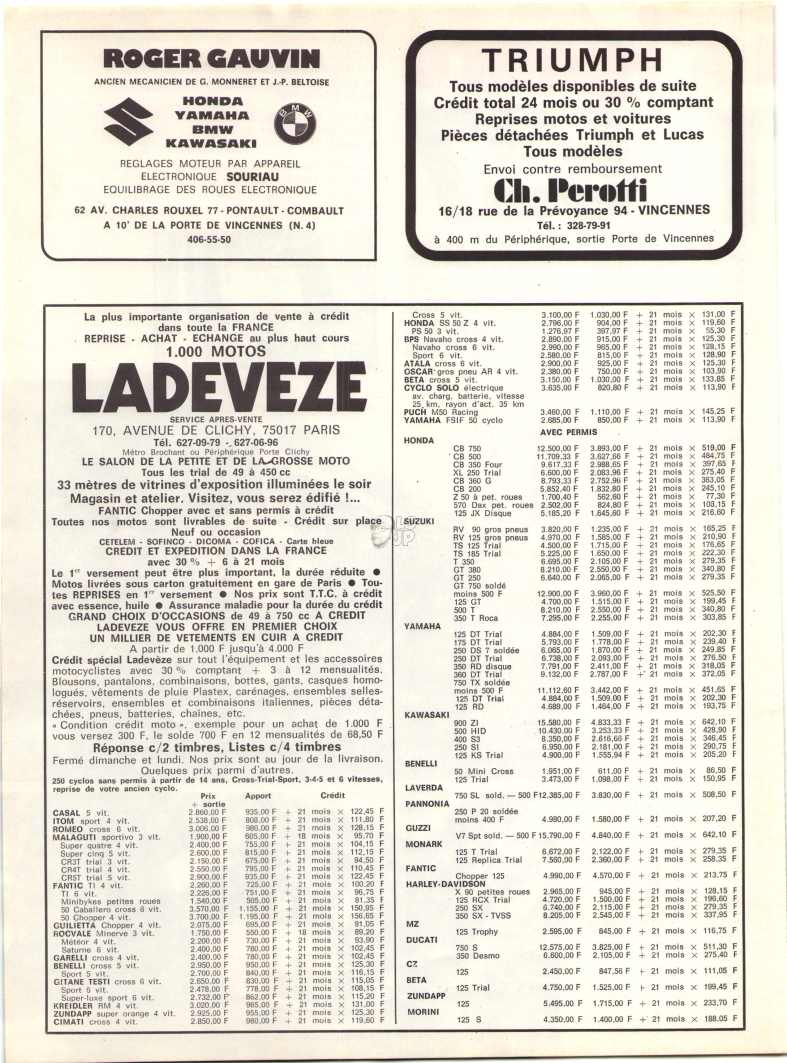 ROGER GAUVIN
ANCIEN MECANICIEN DE G. MONNERET ET J.-P. BELTOISE
HONDA
YAMAHA
BMW
KAWASAKI
BMW
REGLAGES MOTEUR PAR APPAREIL
ELECTRONIQUE SOURIAU
EQUILIBRAGE DES ROUES ELECTRONIQUE
62 AV. CHARLES ROUXEL 77 - PONTAULT - COMBAULT
A 10' DE LA PORTE DE VINCENNES (N. 4)
406-55-50
TRIUMPH
Tous modèles disponibles de suite
Crédit total 24 mois ou 30 % comptant
Reprises motos et voitures
Pièces détachées Triumph et Lucas
Tous modèles
Envoi contre remboursement
Ch. Perotti
16/18 rue de la Prévoyance 94 - VINCENNES
Tél. : 328-79-91
à 400 m du Périphérique, sortie Porte de Vincennes
La plus importante organisation de vente à crédit
dans toute la FRANCE
REPRISE - ACHAT - ECHANGE au plus haut cours
1.000 MOTOS
LADEVEZE
SERVICE APRES-VENTE
170, AVENUE DE CLICHY, 75017 PARIS
Tél. 627-09-79 - 627-06-96
Métro Brochant ou Périphérique Porte Clichy
LE SALON DE LA PETITE ET DE LA GROSSE MOTO
Tous les trial de 49 à 450 cc
33 mètres de vitrines d'exposition illuminées le soir
Magasin et atelier. Visitez, vous serez édifié !...
FANTIC Chopper avec et sans permis à crédit
Toutes nos motos sont livrables de suite - Crédit sur place
Neuf ou occasion
CETELEM - SOFINCO - DICOMA - COFICA - Carte bleue
CREDIT ET EXPEDITION DANS LA FRANCE
avec 30 % + 6 à 21 mois
Le 1er versement peut être plus important, la durée réduite ●
Motos livrées sous carton gratuitement en gare de Paris ● Tou-
tes REPRISES en 1er versement ● Nos prix sont T.T.C. à crédit
avec essence, huile ● Assurance maladie pour la durée du crédit
GRAND CHOIX D'OCCASIONS de 49 à 750 cc A CREDIT
LADEVEZE VOUS OFFRE EN PREMIER CHOIX
UN MILLIER DE VETEMENTS EN CUIR A CREDIT
A partir de 1.000 F jusqu'à 4.000 F
Crédit spécial Ladevèze sur tout l'équipement et les accessoires
motocyclistes avec 30 % comptant + 3 à 12 mensualités.
Blousons, pantalons, combinaisons, bottes, gants, casques homo-
logués, vêtements de pluie Plastex, carénages, ensembles selles-
réservoirs, ensembles et combinaisons italiennes, pièces déta-
chées, pneus, batteries, chaînes, etc.
« Condition crédit moto », exemple pour un achat de 1.000 F
vous versez 300 F, le solde 700 F en 12 mensualités de 68,50 F
Réponse c/2 timbres, Listes c/4 timbres
Fermé dimanche et lundi. Nos prix sont au jour de la livraison.
Quelques prix parmi d'autres.
250 cyclos sans permis à partir de 14 ans, Cross-Trial-Sport, 3-4-5 et 6 vitesses,
reprise de votre ancien cyclo.
Prix Apport Crédit
+ sortie
CASAL 5 vit. 2.860,00 F 935,00 F + 21 mois × 122,45 F
ITOM sport 4 vit. 2.538,00 F 808,00 F + 21 mois × 111,80 F
ROMEO cross 6 vit. 3.006,00 F 986,00 F + 21 mois × 128,15 F
MALAGUTI sportivo 3 vit. 1.900,00 F 605,00 F + 18 mois × 95,70 F
Super quatre 4 vit. 2.400,00 F 755,00 F + 21 mois × 104,15 F
Super cinq 5 vit. 2.600,00 F 815,00 F + 21 mois × 112,15 F
CR3T trial 3 vit. 2.150,00 F 675,00 F + 21 mois × 94,50 F
CR4T trial 4 vit. 2.550,00 F 795,00 F + 21 mois × 110,45 F
CR5T trial 5 vit. 2.900,00 F 935,00 F + 21 mois × 122,45 F
FANTIC TI 4 vit. 2.260,00 F 725,00 F + 21 mois × 100,20 F
TI 6 vit. 2.226,00 F 751,00 F + 21 mois × 96,75 F
Minibykes petites roues 1.540,00 F 505,00 F + 21 mois × 81,35 F
50 Caballero cross 6 vit. 3.570,00 F 1.155,00 F + 21 mois × 150,95 F
50 Chopper 4 vit. 3.700,00 F 1.195,00 F + 21 mois × 156,65 F
GUILIETTA Chopper 4 vit. 2.075,00 F 695,00 F + 21 mois × 91,05 F
ROCVALE Minerve 3 vit. 1.750,00 F 550,00 F + 18 mois × 89,20 F
Météor 4 vit. 2.200,00 F 730,00 F + 21 mois × 93,90 F
Saturne 6 vit. 2.400,00 F 780,00 F + 21 mois × 102,45 F
GARELLI cross 4 vit. 2.400,00 F 780,00 F + 21 mois × 102,45 F
BENELLI cross 5 vit. 2.950,00 F 950,00 F + 21 mois × 125,30 F
Sport 5 vit. 2.700,00 F 840,00 F + 21 mois × 116,15 F
GITANE TESTI cross 6 vit. 2.650,00 F 830,00 F + 21 mois × 115,05 F
Sport 6 vit. 2.478,00 F 778,00 F + 21 mois × 108,15 F
Super-luxe sport 6 vit. 2.732,00 F 862,00 F + 21 mois × 115,20 F
KREIDLER RM 4 vit. 3.020,00 F 965,00 F + 21 mois × 131,00 F
ZUNDAPP super orange 4 vit. 2.925,00 F 955,00 F + 21 mois × 125,30 F
CIMATI cross 4 vit. 2.850,00 F 980,00 F + 21 mois × 119,60 F
Cross 5 vit. 3.100,00 F 1.030,00 F + 21 mois × 131,00 F
HONDA SS 50 Z 4 vit. 2.796,00 F 904,00 F + 21 mois × 119,60 F
PS 50 3 vit. 1.276,97 F 397,97 F + 21 mois × 55,30 F
BPS Navaho cross 4 vit. 2.890,00 F 915,00 F + 21 mois × 125,30 F
Navaho cross 6 vit. 2.990,00 F 965,00 F + 21 mois × 128,15 F
Sport 6 vit. 2.580,00 F 815,00 F + 21 mois × 128,90 F
ATALA cross 6 vit. 2.900,00 F 925,00 F + 21 mois × 125,30 F
OSCAR gros pneu AR 4 vit. 2.380,00 F 750,00 F + 21 mois × 103,90 F
BETA cross 5 vit. 3.150,00 F 1.030,00 F + 21 mois × 133,85 F
CYCLO SOLO électrique 3.635,00 F 820,80 F + 21 mois × 113,90 F
av. charg. batterie, vitesse
25 km, rayon d'act. 35 km
PUCH M50 Racing 3.460,00 F 1.110,00 F + 21 mois × 145,25 F
YAMAHA FSIF 50 cyclo 2.685,00 F 850,00 F + 21 mois × 113,90 F
AVEC PERMIS
HONDA
CB 750 12.500,00 F 3.893,00 F + 21 mois × 519,00 F
CB 500 11.709,33 F 3.627,66 F + 21 mois × 484,75 F
CB 350 Four 9.617,33 F 2.988,65 F + 21 mois × 397,65 F
XL 250 Trial 6.600,00 F 2.083,96 F + 21 mois × 275,40 F
CB 360 G 8.793,33 F 2.752,96 F + 21 mois × 363,05 F
CB 200 5.852,40 F 1.832,80 F + 21 mois × 245,10 F
Z 50 à pet. roues 1.700,40 F 562,60 F + 21 mois × 77,30 F
570 Dax pet. roues 2.502,00 F 824,80 F + 21 mois × 108,15 F
125 JX Disque 5.185,20 F 1.645,60 F + 21 mois × 216,60 F
SUZUKI
RV 90 gros pneus 3.820,00 F 1.235,00 F + 21 mois × 165,25 F
RV 125 gros pneus 4.970,00 F 1.585,00 F + 21 mois × 210,90 F
TS 125 Trial 4.500,00 F 1.715,00 F + 21 mois × 176,65 F
TS 185 Trial 5.225,00 F 1.650,00 F + 21 mois × 222,30 F
T 350 6.695,00 F 2.105,00 F + 21 mois × 279,35 F
GT 380 8.210,00 F 2.550,00 F + 21 mois × 340,80 F
GT 250 6.640,00 F 2.065,00 F + 21 mois × 279,35 F
GT 750 soldé
moins 500 F 12.900,00 F 3.960,00 F + 21 mois × 525,50 F
125 GT 4.700,00 F 1.515,00 F + 21 mois × 199,45 F
500 T 8.210,00 F 2.550,00 F + 21 mois × 340,80 F
350 T Roca 7.295,00 F 2.255,00 F + 21 mois × 303,85 F
YAMAHA
125 DT Trial 4.884,00 F 1.509,00 F + 21 mois × 202,30 F
175 DT Trial 5.793,00 F 1.778,00 F + 21 mois × 239,40 F
250 DS 7 soldée 6.065,00 F 1.870,00 F + 21 mois × 249,85 F
250 DT Trial 6.738,00 F 2.093,00 F + 21 mois × 276,50 F
350 RD disque 7.791,00 F 2.411,00 F + 21 mois × 318,05 F
360 DT Trial 9.132,00 F 2.787,00 F + 21 mois × 372,05 F
750 TX soldée
moins 500 F 11.112,60 F 3.442,00 F + 21 mois × 451,65 F
125 DT Trial 4.884,00 F 1.509,00 F + 21 mois × 202,30 F
125 RD 4.689,00 F 1.464,00 F + 21 mois × 193,75 F
KAWASAKI
900 ZI 15.580,00 F 4.833,33 F + 21 mois × 642,10 F
500 HID 10.430,00 F 3.253,33 F + 21 mois × 428,90 F
400 S3 8.350,00 F 2.616,66 F + 21 mois × 346,45 F
250 SI 6.950,00 F 2.181,00 F + 21 mois × 290,75 F
125 KS Trial 4.900,00 F 1.555,94 F + 21 mois × 205,20 F
BENELLI
50 Mini Cross 1.951,00 F 611,00 F + 21 mois × 86,50 F
125 Trial 3.473,00 F 1.098,00 F + 21 mois × 150,95 F
LAVERDA
750 SL sold. — 500 F 12.385,00 F 3.830,00 F + 21 mois × 508,50 F
PANNONIA
250 P 20 soldée
moins 400 F 4.980,00 F 1.580,00 F + 21 mois × 207,20 F
GUZZI
V7 Spt sold. — 500 F 15.790,00 F 4.840,00 F + 21 mois × 642,10 F
MONARK
125 T Trial 6.672,00 F 2.122,00 F + 21 mois × 279,35 F
125 Replica Trial 7.560,00 F 2.360,00 F + 21 mois × 258,35 F
FANTIC
Chopper 125 4.990,00 F 4.570,00 F + 21 mois × 213,75 F
HARLEY-DAVIDSON
X 90 petites roues 2.965,00 F 945,00 F + 21 mois × 128,15 F
125 RCX Trial 4.720,00 F 1.500,00 F + 21 mois × 196,60 F
250 SX 6.740,00 F 2.115,00 F + 21 mois × 279,35 F
350 SX - TVSS 8.205,00 F 2.545,00 F + 21 mois × 337,95 F
MZ
125 Trophy 2.595,00 F 845,00 F + 21 mois × 116,75 F
DUCATI
750 S 12.575,00 F 3.825,00 F + 21 mois × 511,30 F
350 Deamo 6.600,00 F 2.105,00 F + 21 mois × 275,40 F
CZ
125 2.450,00 F 847,56 F + 21 mois × 111,05 F
BETA
125 Trial 4.750,00 F 1.525,00 F + 21 mois × 199,45 F
ZUNDAPP
125 5.495,00 F 1.715,00 F + 21 mois × 233,70 F
MORINI
125 S 4.350,00 F 1.400,00 F + 21 mois × 188,05 F